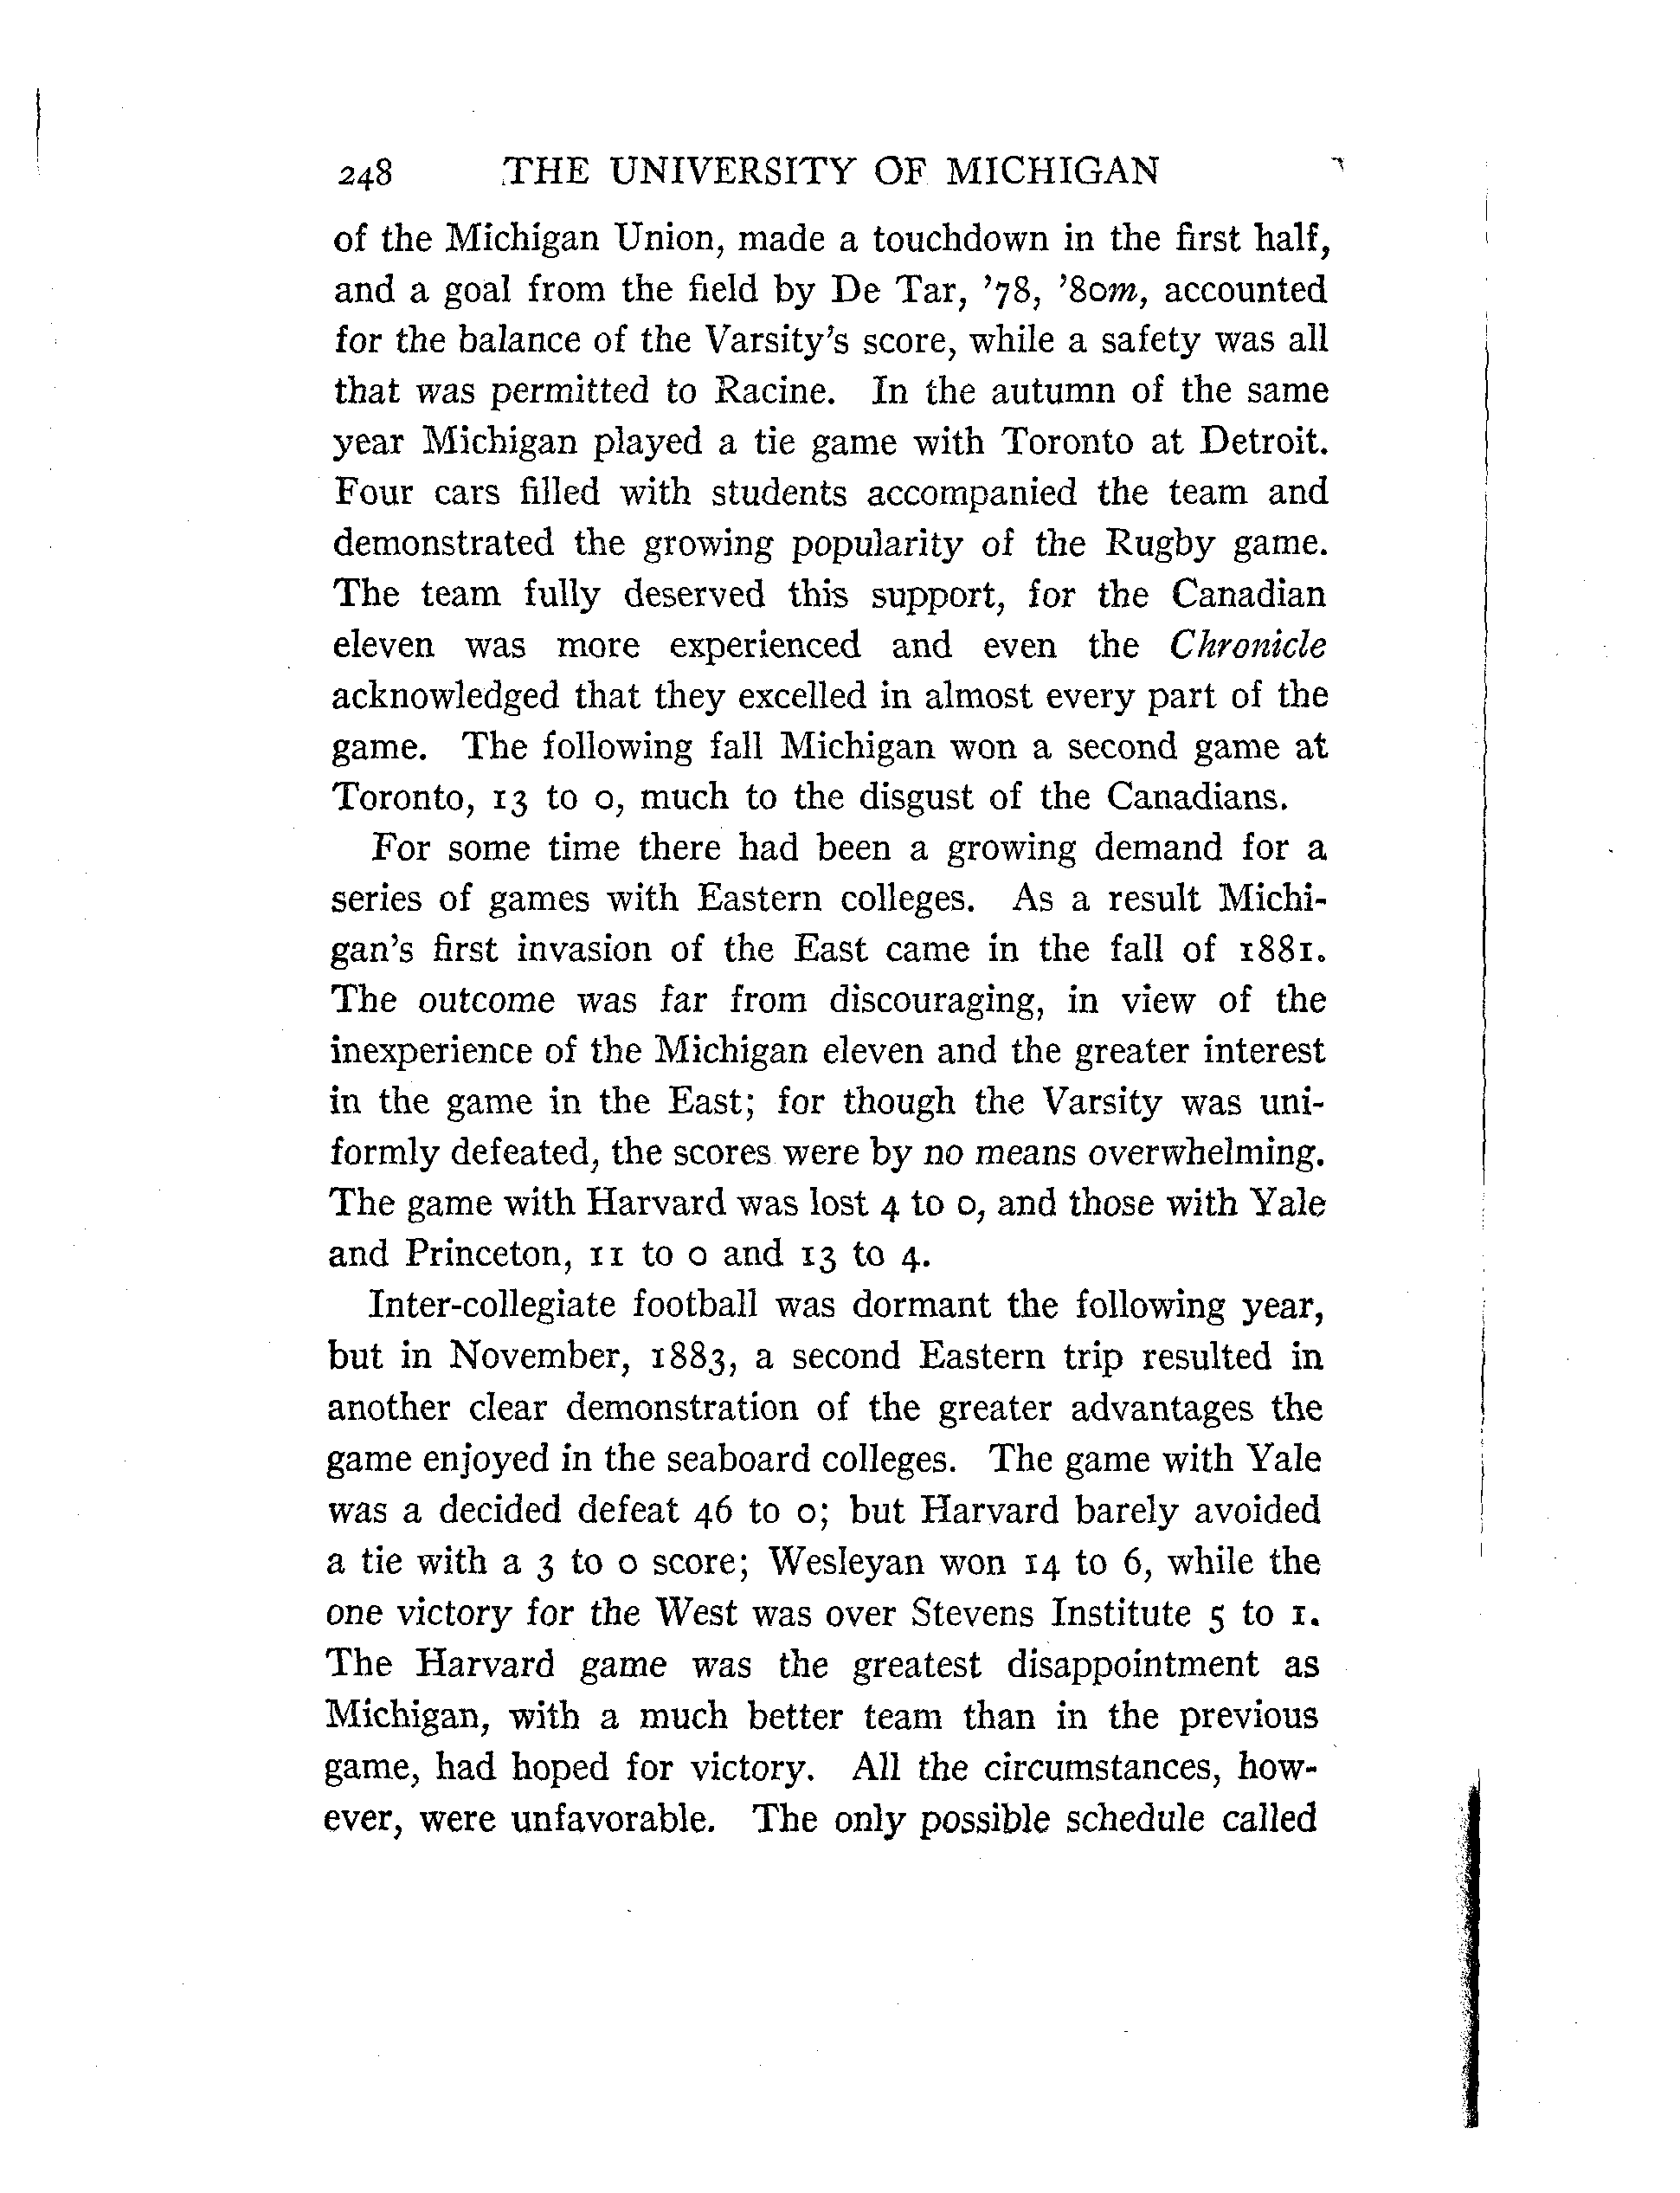 248 THE UNIVERSITY OF MICHIGAN
of the Michigan Union, made a touchdown in the first half,
and a goal from the field by De Tar, '78, '80m, accounted
for the balance of the Varsity's score, while a safety was all
that was permitted to Racine. In the autumn of the same
year Michigan played a tie game with Toronto at Detroit.
Four cars filled with students accompanied the team and
demonstrated the growing popularity of the Rugby game.
The team fully deserved this support, for the Canadian
eleven was more experienced and even the Chronicle
acknowledged that they excelled in almost every part of the
game. The following fall Michigan won a second game at
Toronto, 13 to 0, much to the disgust of the Canadians.
For some time there had been a growing demand for a
series of games with Eastern colleges. As a result Michi-
gan's first invasion of the East came in the fall of 1881.
The outcome was far from discouraging, in view of the
inexperience of the Michigan eleven and the greater interest
in the game in the East; for though the Varsity was uni-
formly defeated, the scores were by no means overwhelming.
The game with Harvard was lost 4 to 0, and those with Yale
and Princeton, 11 to 0 and 13 to 4.
Inter-collegiate football was dormant the following year,
but in November, 1883, a second Eastern trip resulted in
another clear demonstration of the greater advantages the
game enjoyed in the seaboard colleges. The game with Yale
was a decided defeat 46 to 0; but Harvard barely avoided
a tie with a 3 to 0 score; Wesleyan won 14 to 6, while the
one victory for the West was over Stevens Institute 5 to 1.
The Harvard game was the greatest disappointment as
Michigan, with a much better team than in the previous
game, had hoped for victory. All the circumstances, how-
ever, were unfavorable. The only possible schedule called